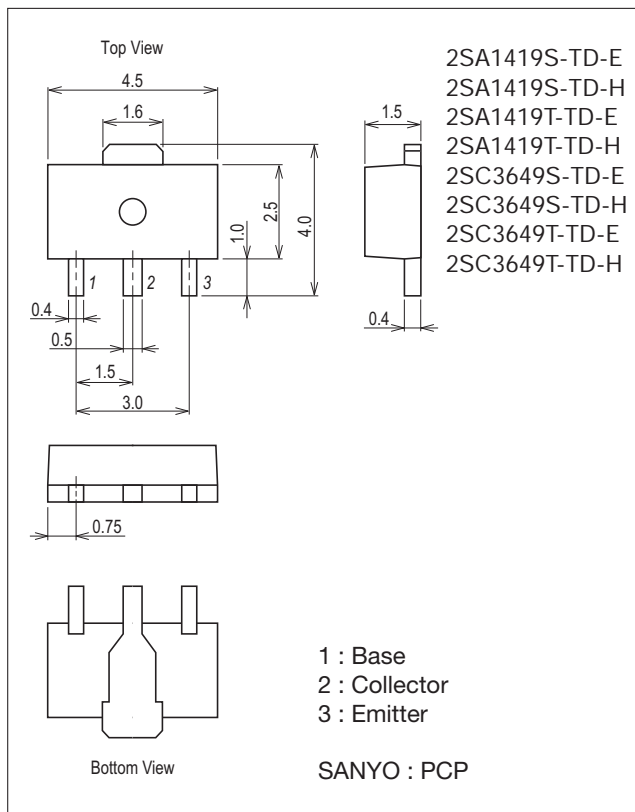 Top View
4.5
1.6
1.5
2.5
4.0
1.0
1
2
3
0.4
0.5
1.5
3.0
0.4
2SA1419S-TD-E
2SA1419S-TD-H
2SA1419T-TD-E
2SA1419T-TD-H
2SC3649S-TD-E
2SC3649S-TD-H
2SC3649T-TD-E
2SC3649T-TD-H
0.75
Bottom View
1 : Base
2 : Collector
3 : Emitter
SANYO : PCP